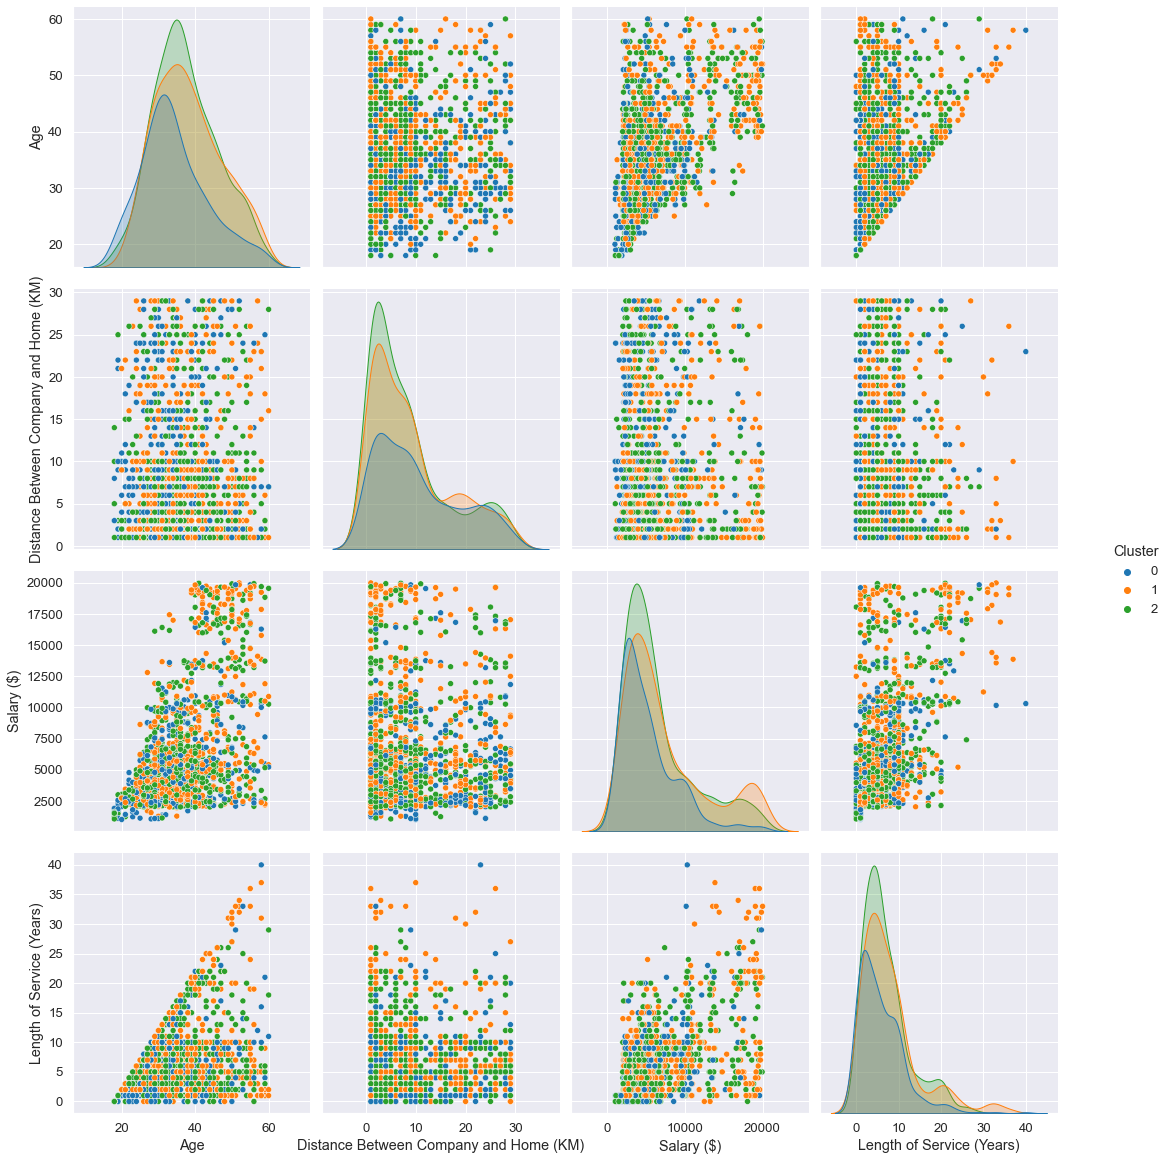 60
50
40
30
20
Age
30
25
20
15
10
5
0
Distance Between Company and Home (KM)
20000
17500
15000
12500
10000
7500
5000
2500
Salary ($)
Cluster
0
1
2
40
35
30
25
20
15
10
5
0
Length of Service (Years)
20 40 60
Age
0 10 20 30
Distance Between Company and Home (KM)
0 10000 20000
Salary ($)
0 10 20 30 40
Length of Service (Years)